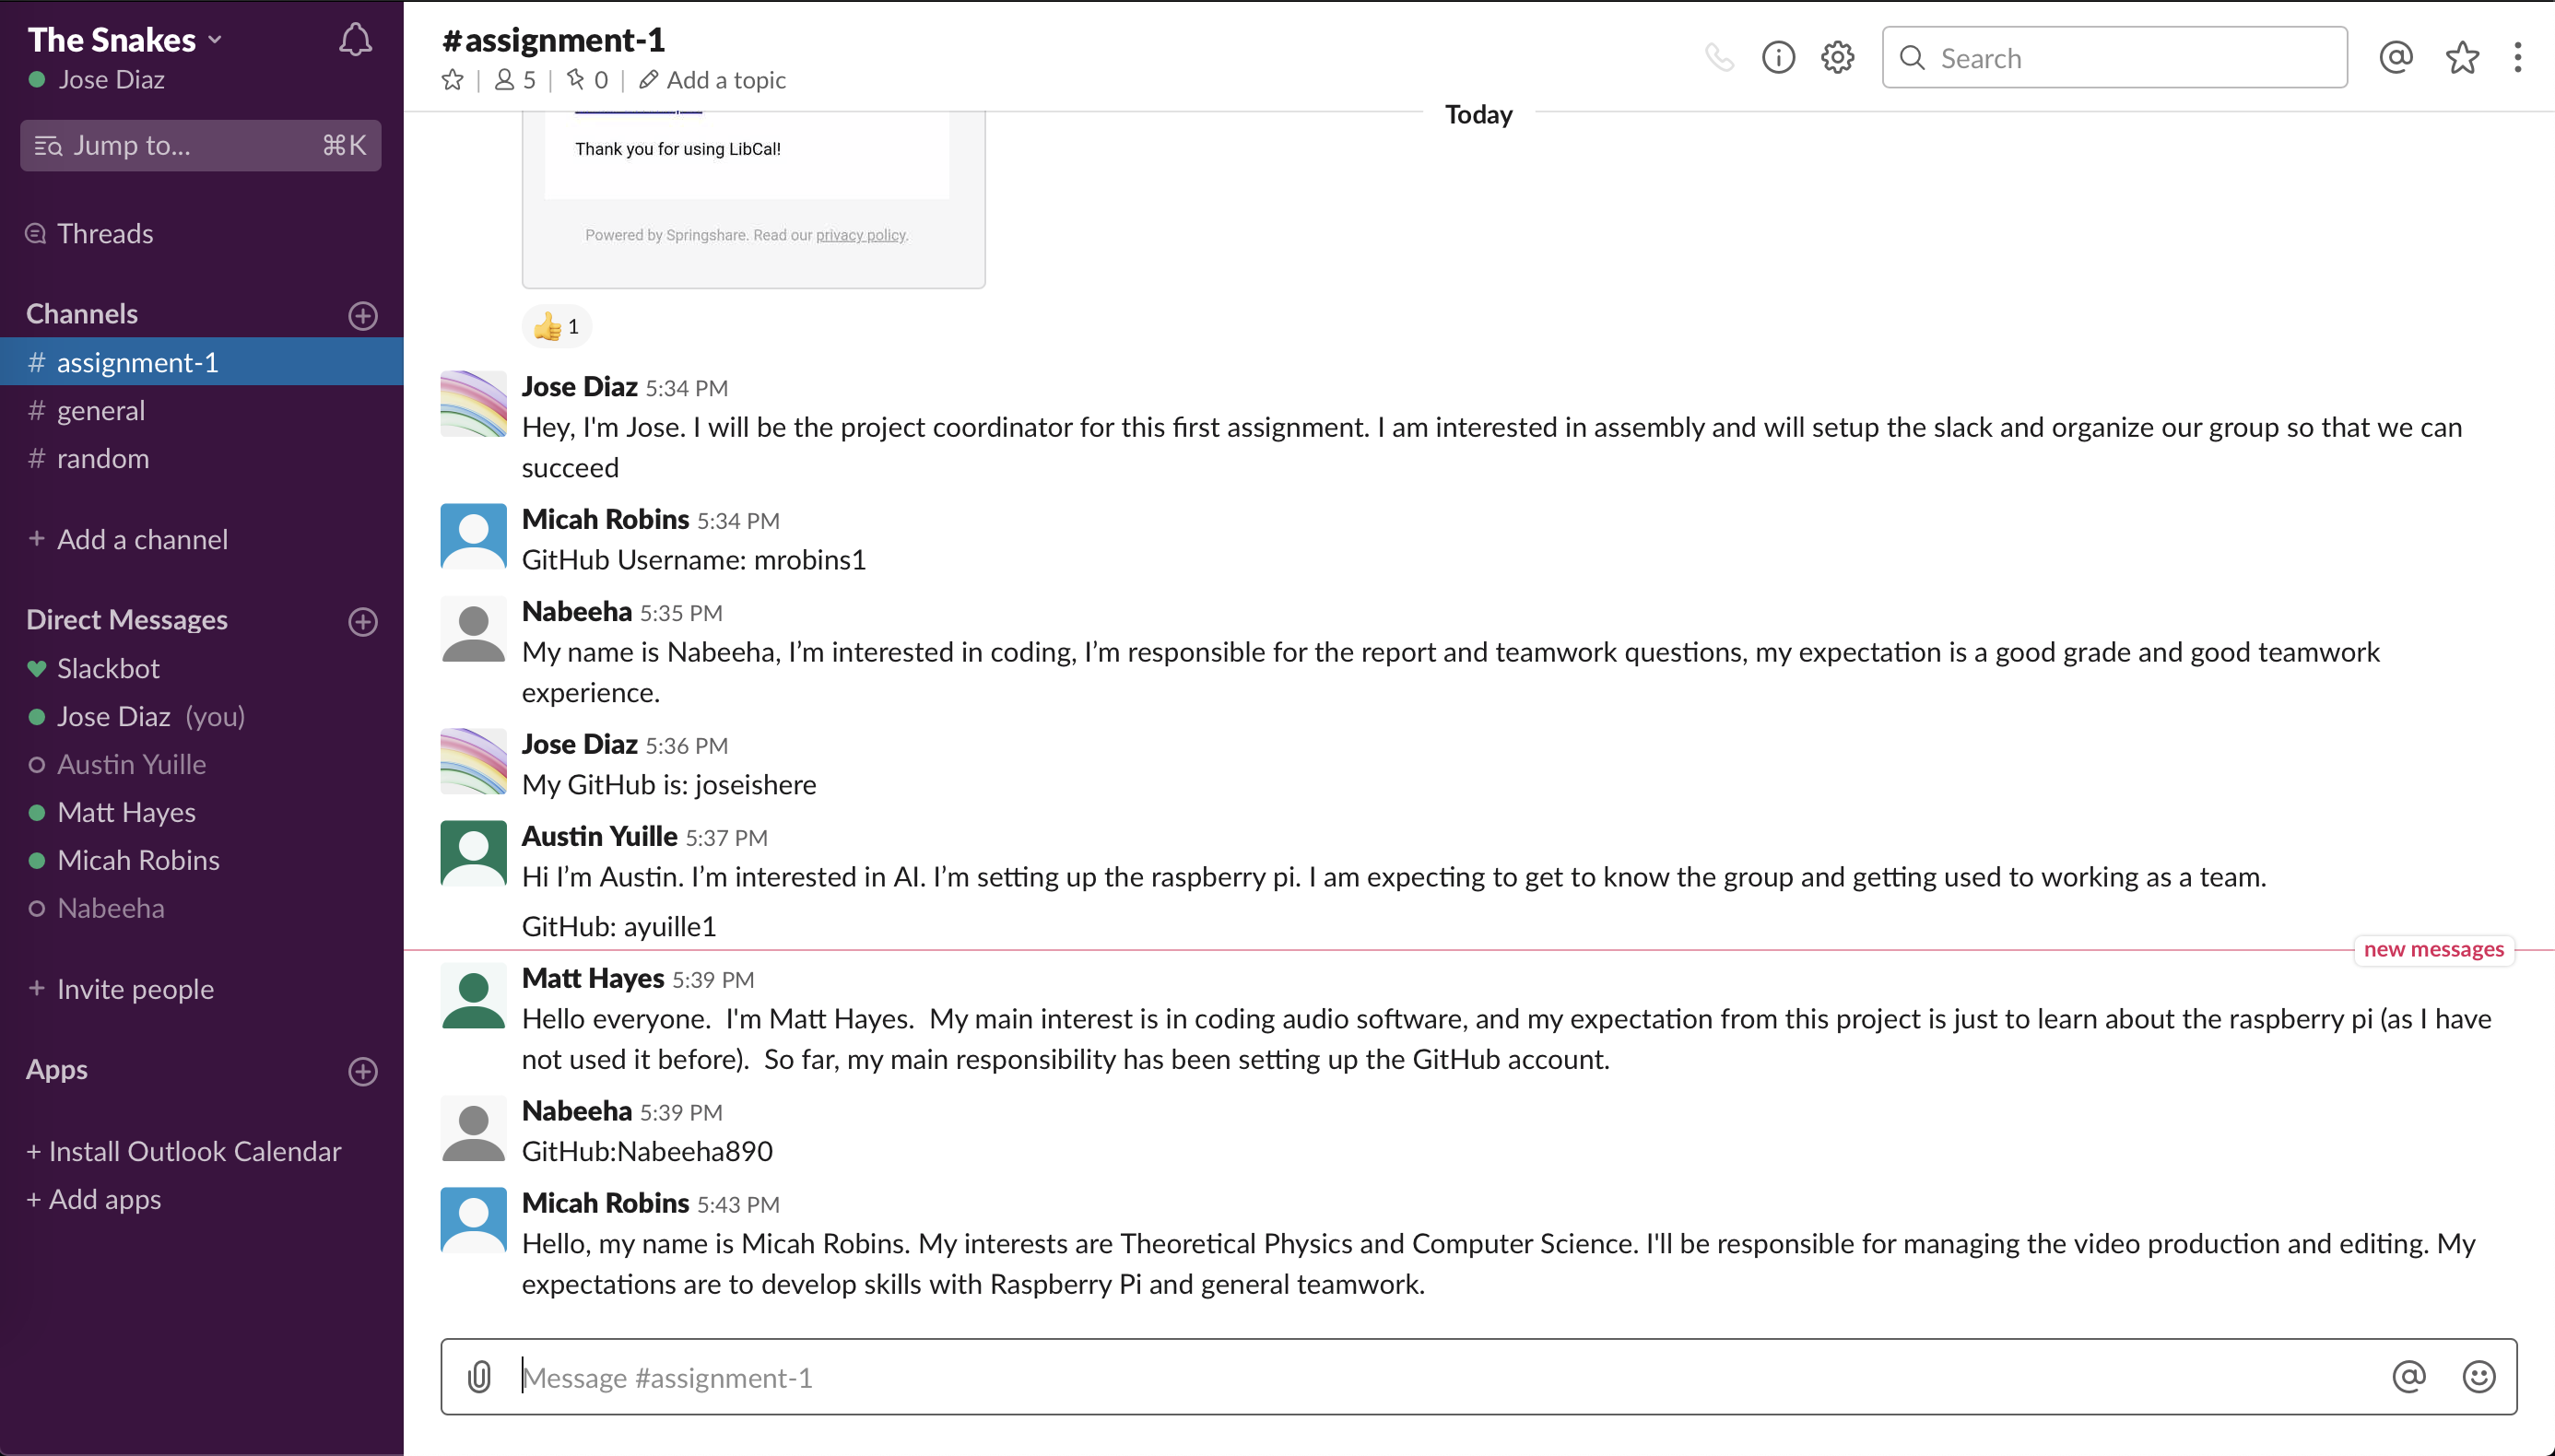 The Snakes
Jose Diaz
Jump to... ⌘K
Threads
Channels
# assignment-1
# general
# random
+ Add a channel
Direct Messages
Slackbot
Jose Diaz (you)
Austin Yuille
Matt Hayes
Micah Robins
Nabeeha
+ Invite people
Apps
+ Install Outlook Calendar
+ Add apps
#assignment-1
5 | 0 | Add a topic
Search
Today
Thank you for using LibCal!
Powered by Springshare. Read our privacy policy.
👍 1
Jose Diaz 5:34 PM
Hey, I'm Jose. I will be the project coordinator for this first assignment. I am interested in assembly and will setup the slack and organize our group so that we can
succeed
Micah Robins 5:34 PM
GitHub Username: mrobins1
Nabeeha 5:35 PM
My name is Nabeeha, I’m interested in coding, I’m responsible for the report and teamwork questions, my expectation is a good grade and good teamwork
experience.
Jose Diaz 5:36 PM
My GitHub is: joseishere
Austin Yuille 5:37 PM
Hi I’m Austin. I’m interested in AI. I’m setting up the raspberry pi. I am expecting to get to know the group and getting used to working as a team.
GitHub: ayuille1
new messages
Matt Hayes 5:39 PM
Hello everyone.  I'm Matt Hayes.  My main interest is in coding audio software, and my expectation from this project is just to learn about the raspberry pi (as I have
not used it before).  So far, my main responsibility has been setting up the GitHub account.
Nabeeha 5:39 PM
GitHub:Nabeeha890
Micah Robins 5:43 PM
Hello, my name is Micah Robins. My interests are Theoretical Physics and Computer Science. I'll be responsible for managing the video production and editing. My
expectations are to develop skills with Raspberry Pi and general teamwork.
Message #assignment-1